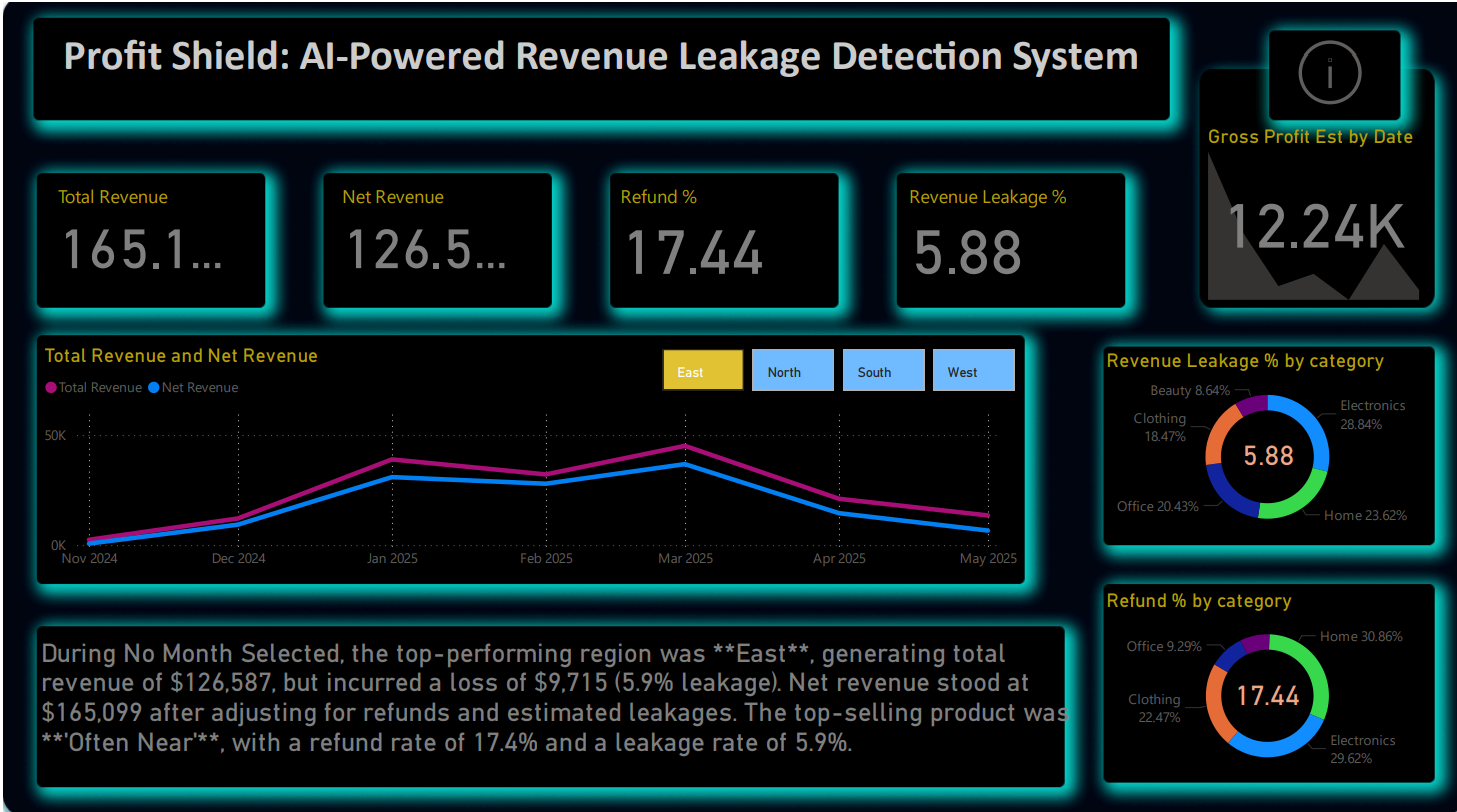 Profit Shield: AI-Powered Revenue Leakage Detection System
i
Gross Profit Est by Date
12.24K
Total Revenue
165.1...
Net Revenue
126.5...
Refund %
17.44
Revenue Leakage %
5.88
Total Revenue and Net Revenue
Total Revenue
Net Revenue
East
North
South
West
50K
0K
Nov 2024
Dec 2024
Jan 2025
Feb 2025
Mar 2025
Apr 2025
May 2025
Revenue Leakage % by category
Beauty 8.64%
Electronics
28.84%
Clothing
18.47%
5.88
Office 20.43%
Home 23.62%
During No Month Selected, the top-performing region was **East**, generating total
revenue of $126,587, but incurred a loss of $9,715 (5.9% leakage). Net revenue stood at
$165,099 after adjusting for refunds and estimated leakages. The top-selling product was
**'Often Near'**, with a refund rate of 17.4% and a leakage rate of 5.9%.
Refund % by category
Office 9.29%
Home 30.86%
Clothing
22.47%
17.44
Electronics
29.62%